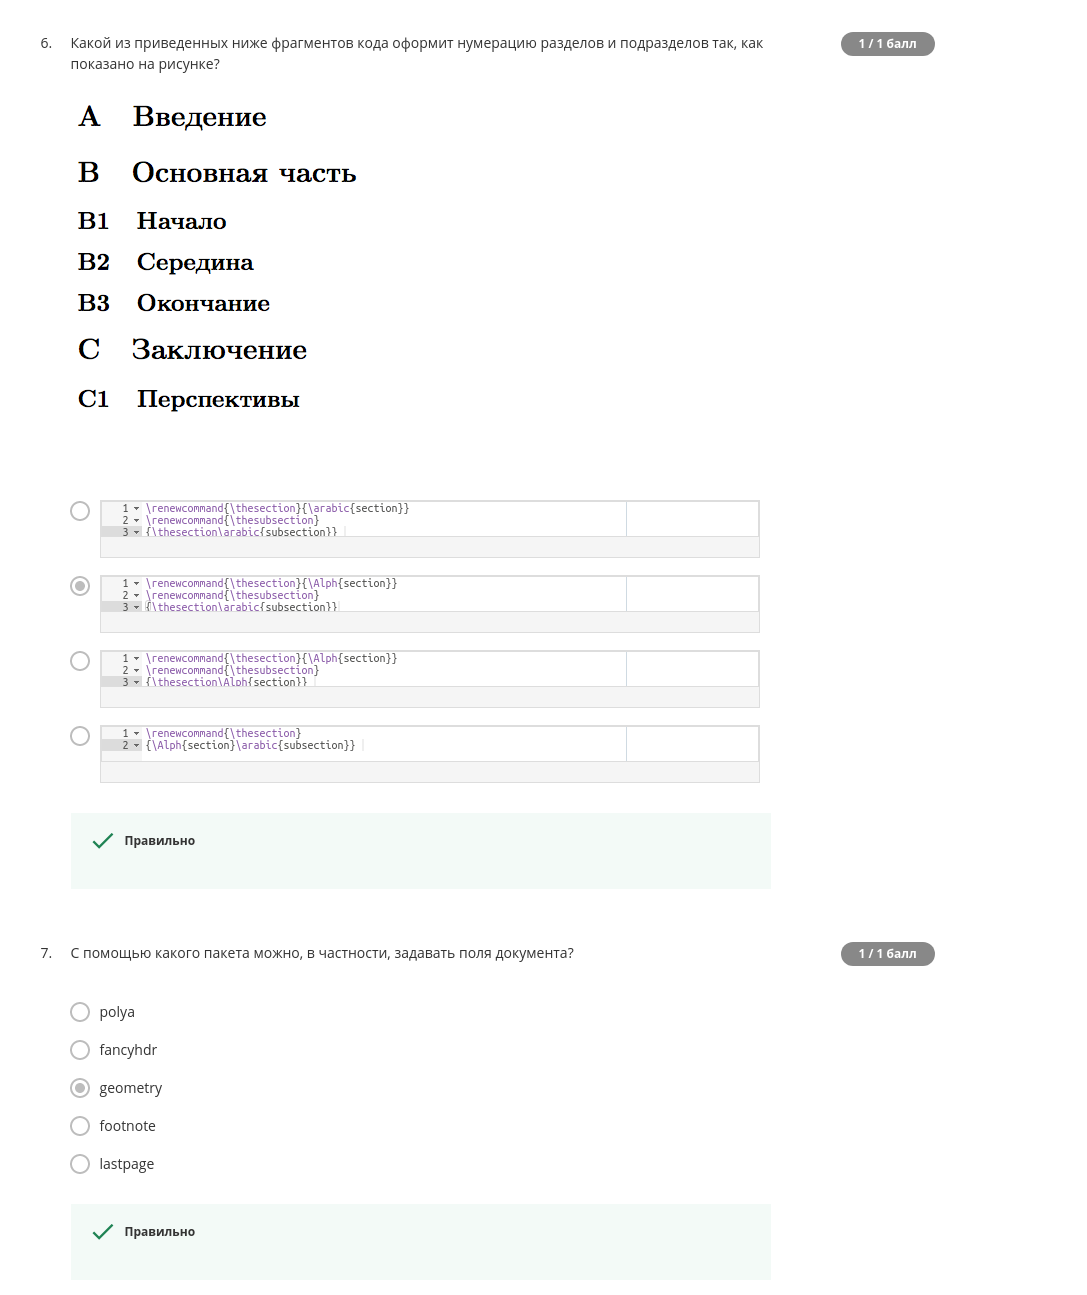 6. Какой из приведенных ниже фрагментов кода оформит нумерацию разделов и подразделов так, как
1 / 1 балл
показано на рисунке?
A Введение
B Основная часть
B1 Начало
B2 Середина
B3 Окончание
C Заключение
C1 Перспективы
1 \renewcommand{\thesection}{\arabic{section}}
2 \renewcommand{\thesubsection}
3 {\thesection\arabic{subsection}}
1 \renewcommand{\thesection}{\Alph{section}}
2 \renewcommand{\thesubsection}
3 {\thesection\arabic{subsection}}
1 \renewcommand{\thesection}{\Alph{section}}
2 \renewcommand{\thesubsection}
3 {\thesection\Alph{section}}
1 \renewcommand{\thesection}
2 {\Alph{section}\arabic{subsection}}
Правильно
7. С помощью какого пакета можно, в частности, задавать поля документа?
1 / 1 балл
polya
fancyhdr
geometry
footnote
lastpage
Правильно